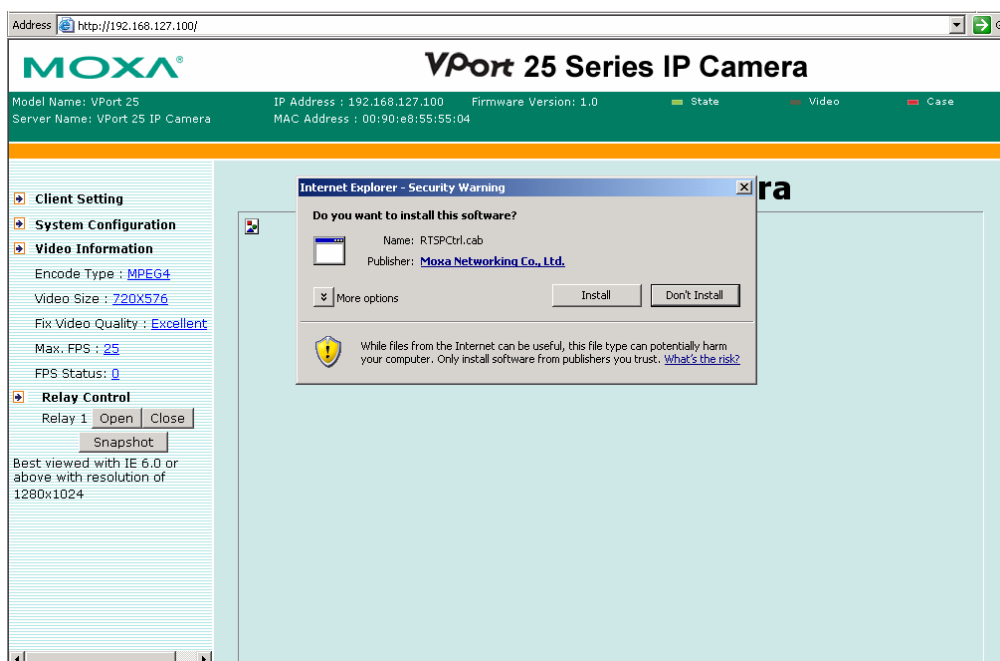 Address http://192.168.127.100/
MOXA®
VPort 25 Series IP Camera
Model Name: VPort 25
IP Address : 192.168.127.100 Firmware Version: 1.0
State Video Case
Server Name: VPort 25 IP Camera
MAC Address : 00:90:e8:55:55:04
ra
Client Setting
System Configuration
Video Information
Encode Type : MPEG4
Video Size : 720X576
Fix Video Quality : Excellent
Max. FPS : 25
FPS Status: 0
Relay Control
Relay 1 Open Close
Snapshot
Best viewed with IE 6.0 or
above with resolution of
1280x1024
Internet Explorer - Security Warning
Do you want to install this software?
Name: RTSPCtrl.cab
Publisher: Moxa Networking Co., Ltd.
More options
Install
Don't Install
While files from the Internet can be useful, this file type can potentially harm
your computer. Only install software from publishers you trust. What's the risk?